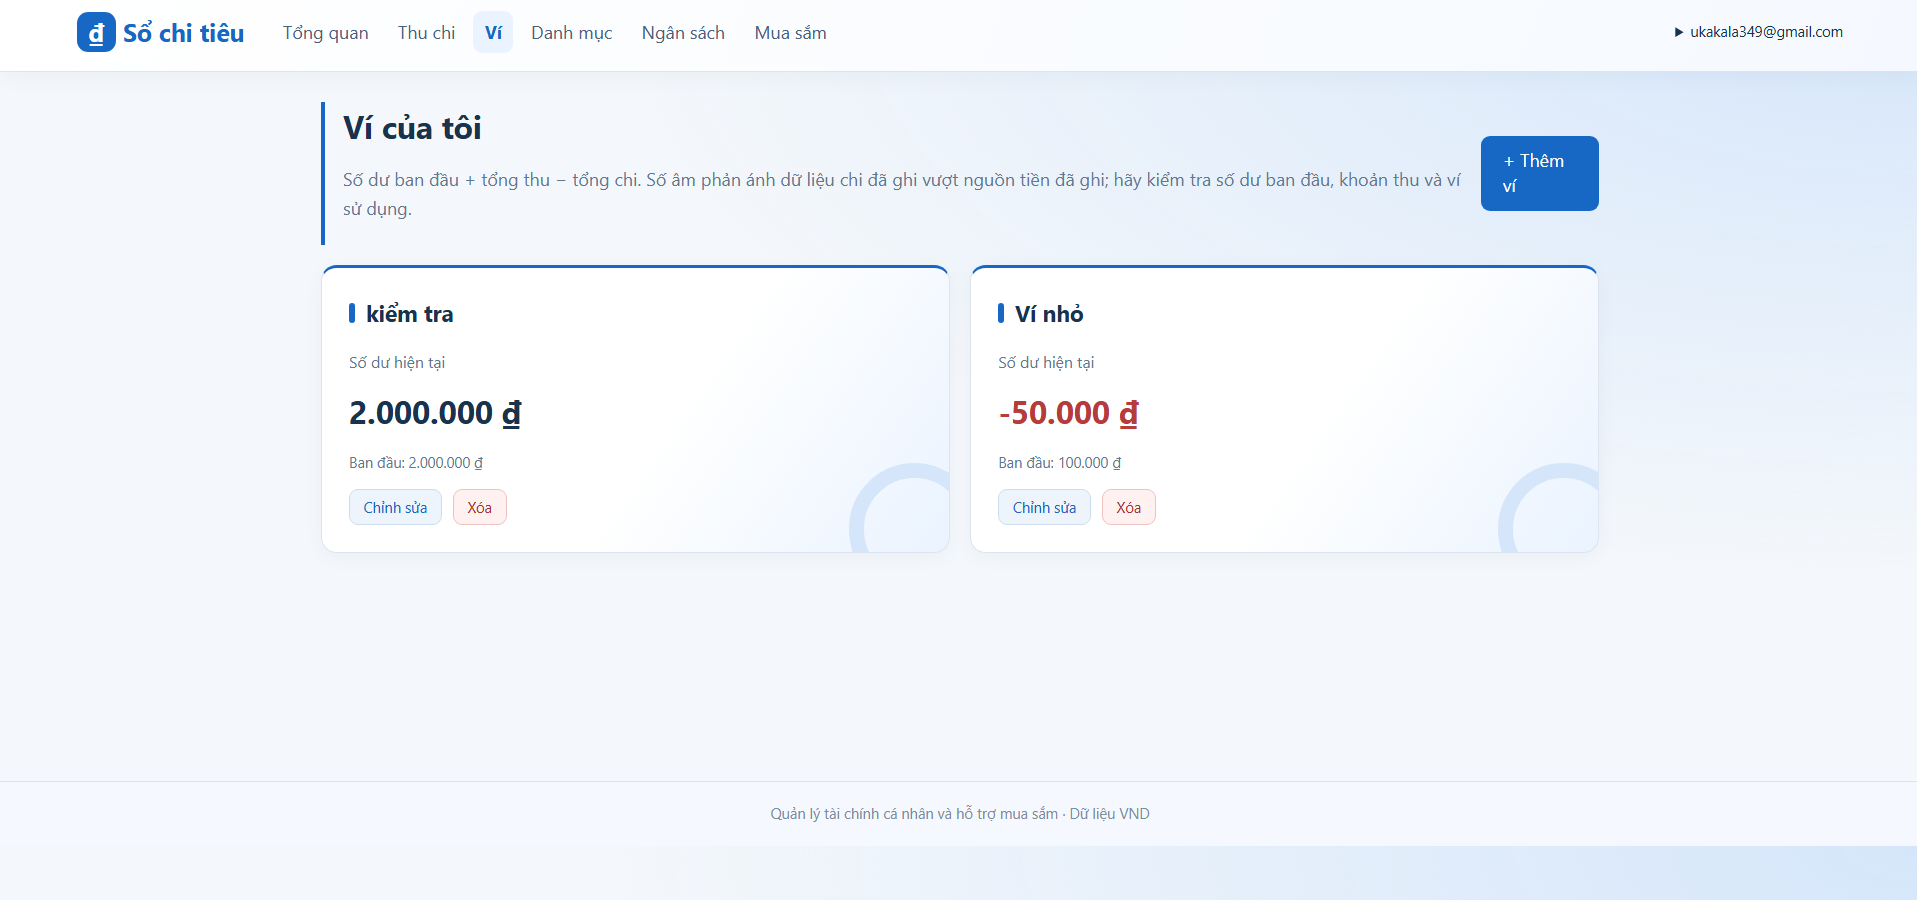 đ Sổ chi tiêu Tổng quan Thu chi Ví Danh mục Ngân sách Mua sắm ▶ ukakala349@gmail.com
Ví của tôi
Số dư ban đầu + tổng thu − tổng chi. Số âm phản ánh dữ liệu chi đã ghi vượt nguồn tiền đã ghi; hãy kiểm tra số dư ban đầu, khoản thu và ví
sử dụng.
+ Thêm
ví
kiểm tra
Số dư hiện tại
2.000.000 ₫
Ban đầu: 2.000.000 ₫
Chỉnh sửa Xóa
Ví nhỏ
Số dư hiện tại
-50.000 ₫
Ban đầu: 100.000 ₫
Chỉnh sửa Xóa
Quản lý tài chính cá nhân và hỗ trợ mua sắm · Dữ liệu VND